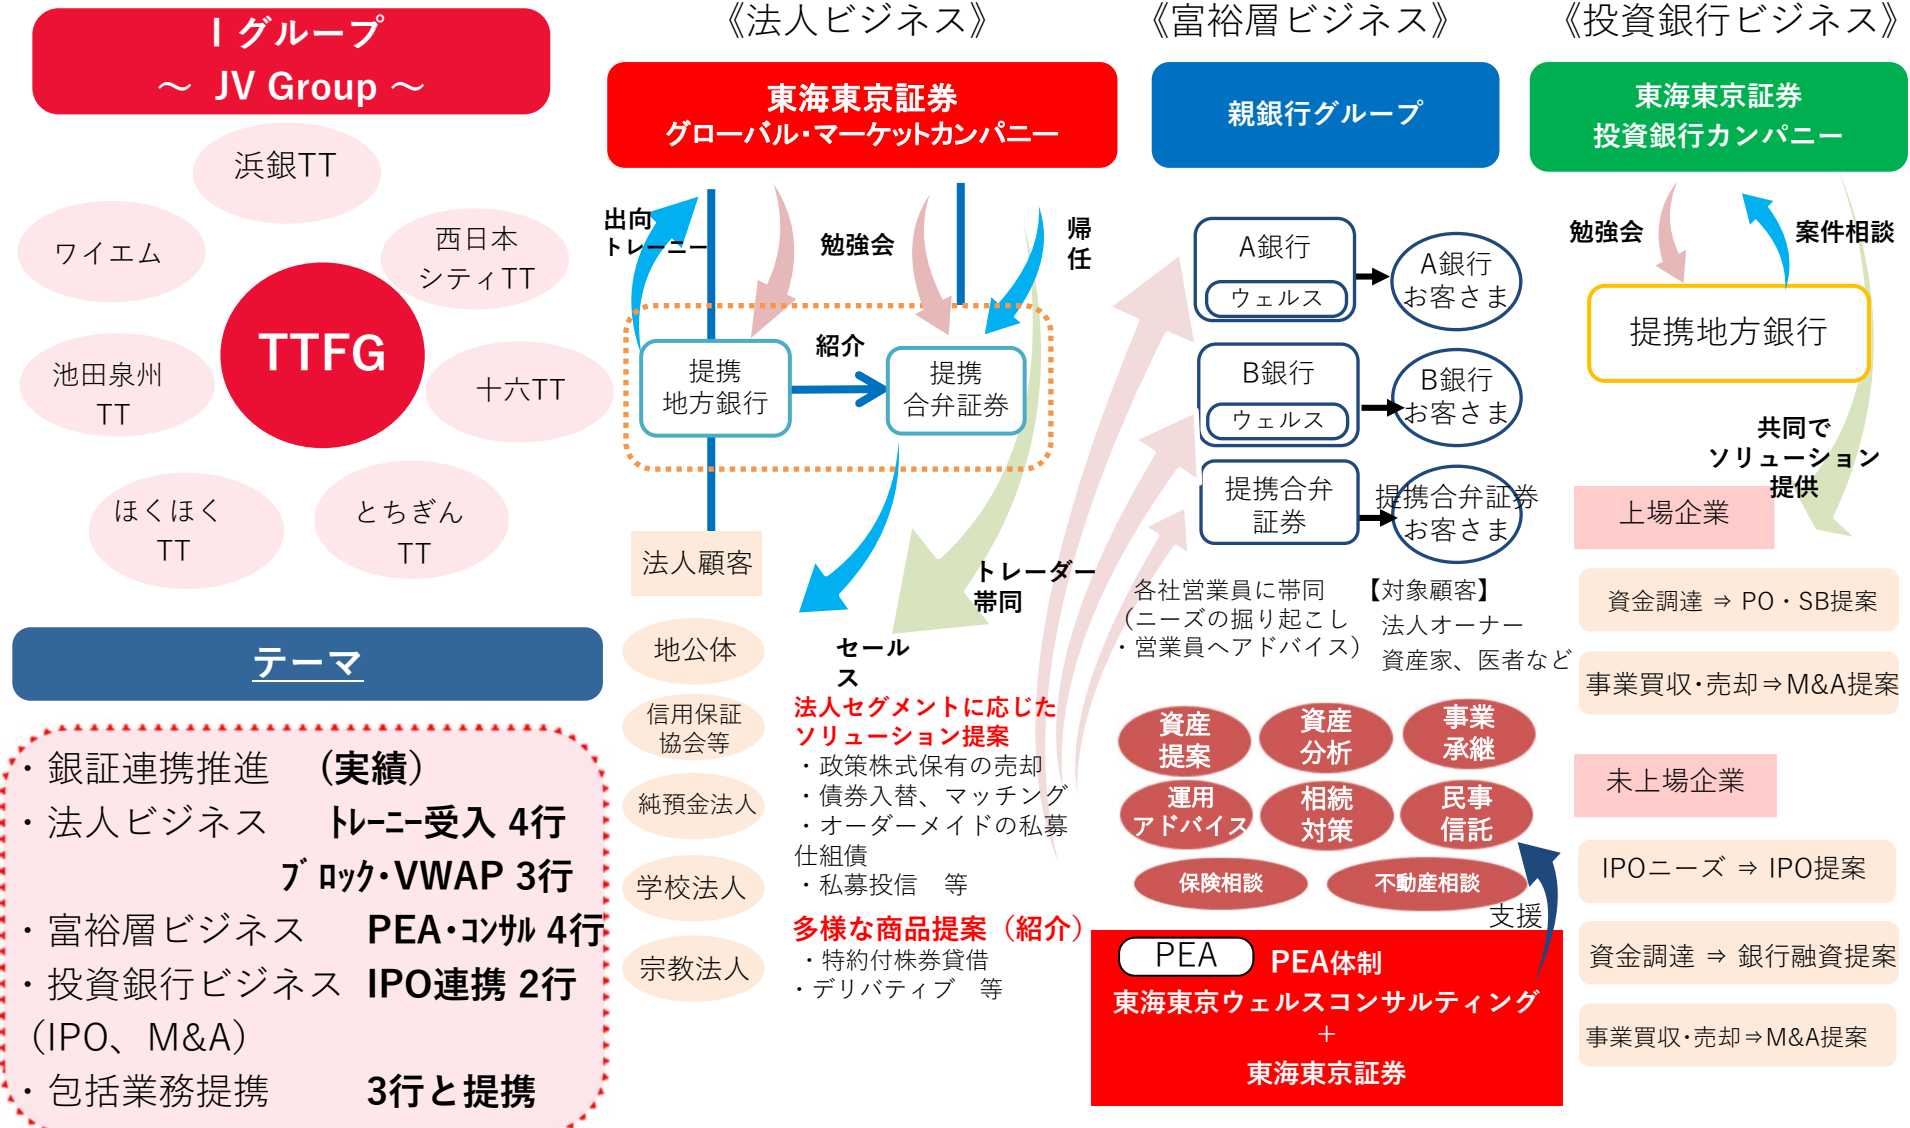 Ⅰグループ
～ JV Group ～
浜銀TT
ワイエム
西日本
シティTT
TTFG
池田泉州
TT
十六TT
ほくほく
TT
とちぎん
TT
テーマ
・銀証連携推進 (実績)
・法人ビジネス ﾄﾚｰﾆｰ受入 4行
ﾌﾞﾛｯｸ・VWAP 3行
・富裕層ビジネス PEA・ｺﾝｻﾙ 4行
・投資銀行ビジネス IPO連携 2行
(IPO、M&A)
・包括業務提携 3行と提携
《法人ビジネス》
東海東京証券
グローバル・マーケットカンパニー
出向
トレーニー
勉強会
帰
任
紹介
提携
地方銀行
提携
合弁証券
法人顧客
地公体
信用保証
協会等
純預金法人
学校法人
宗教法人
トレーダー
帯同
セール
ス
法人セグメントに応じた
ソリューション提案
・政策株式保有の売却
・債券入替、マッチング
・オーダーメイドの私募
仕組債
・私募投信 等
多様な商品提案（紹介）
・特約付株券貸借
・デリバティブ 等
《富裕層ビジネス》
親銀行グループ
A銀行
ウェルス
A銀行
お客さま
B銀行
ウェルス
B銀行
お客さま
提携合弁
証券
提携合弁証券
お客さま
各社営業員に帯同
（ニーズの掘り起こし
・営業員へアドバイス）
【対象顧客】
法人オーナー
資産家、医者など
資産
提案
資産
分析
事業
承継
運用
アドバイス
相続
対策
民事
信託
保険相談
不動産相談
支援
PEA PEA体制
東海東京ウェルスコンサルティング
+
東海東京証券
《投資銀行ビジネス》
東海東京証券
投資銀行カンパニー
勉強会
案件相談
提携地方銀行
共同で
ソリューション
提供
上場企業
資金調達 ⇒ PO・SB提案
事業買収・売却⇒M&A提案
未上場企業
IPOニーズ ⇒ IPO提案
資金調達 ⇒ 銀行融資提案
事業買収・売却⇒M&A提案